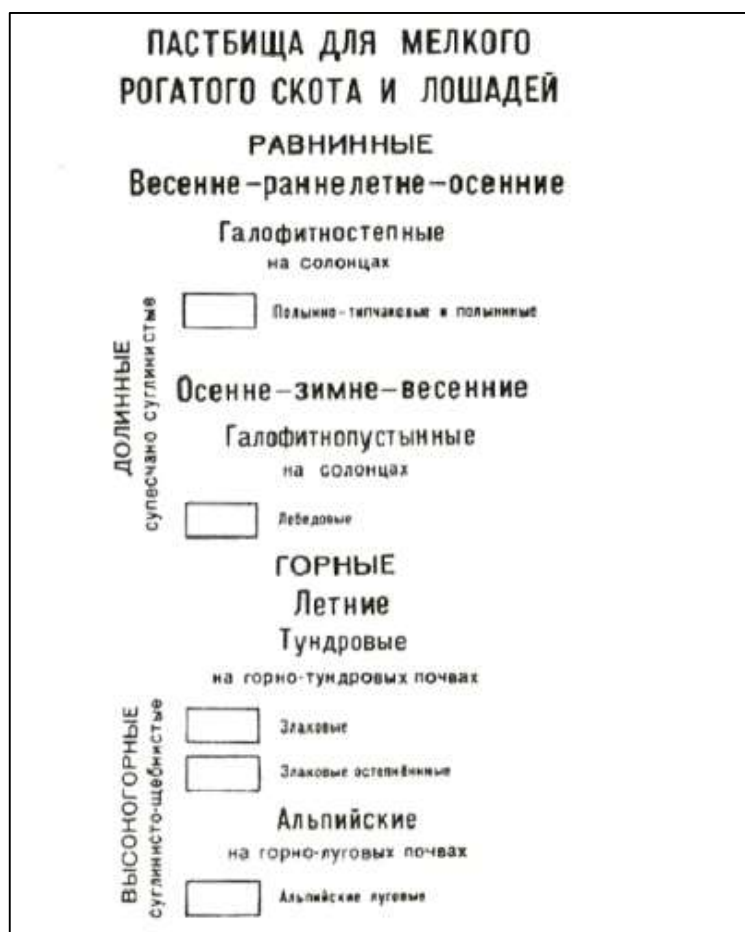 ПАСТБИЩА ДЛЯ МЕЛКОГО
РОГАТОГО СКОТА И ЛОШАДЕЙ
РАВНИННЫЕ
Весенне-раннелетне-осенние
Галофитностепные
на солонцах
Полынно-типчаковые и полынные
ДОЛИННЫЕ
супесчано суглинистые
Осенне-зимне-весенние
Галофитнопустынные
на солонцах
Лебедовые
ГОРНЫЕ
Летние
Тундровые
на горно-тундровых почвах
Злаковые
Злаковые остепнённые
ВЫСОНОГОРНЫЕ
суглинисто-щебнистые
Альпийские
на горно-луговых почвах
Альпийские луговые